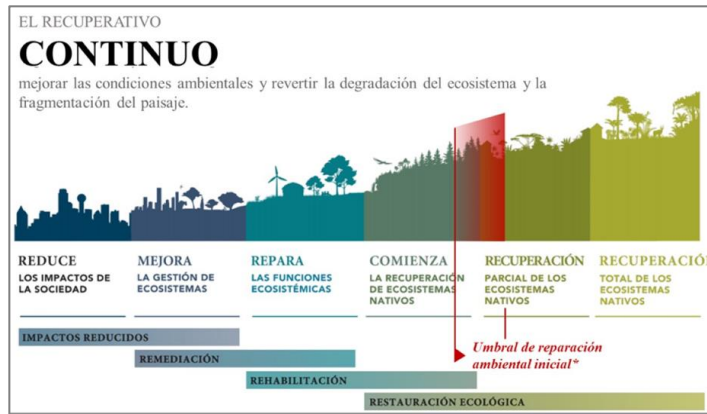 EL RECUPERATIVO
CONTINUO
mejorar las condiciones ambientales y revertir la degradación del ecosistema y la
fragmentación del paisaje.
REDUCE
LOS IMPACTOS DE
LA SOCIEDAD
MEJORA
LA GESTIÓN DE
ECOSISTEMAS
REPARA
LAS FUNCIONES
ECOSISTÉMICAS
COMIENZA
LA RECUPERACIÓN
DE ECOSISTEMAS
NATIVOS
RECUPERACIÓN
PARCIAL DE LOS
ECOSISTEMAS
NATIVOS
RECUPERACIÓ
TOTAL DE LOS
ECOSISTEMAS
NATIVOS
IMPACTOS REDUCIDOS
REMEDIACIÓN
REHABILITACIÓN
RESTAURACIÓN ECOLÓGICA
Umbral de reparación
ambiental inicial*